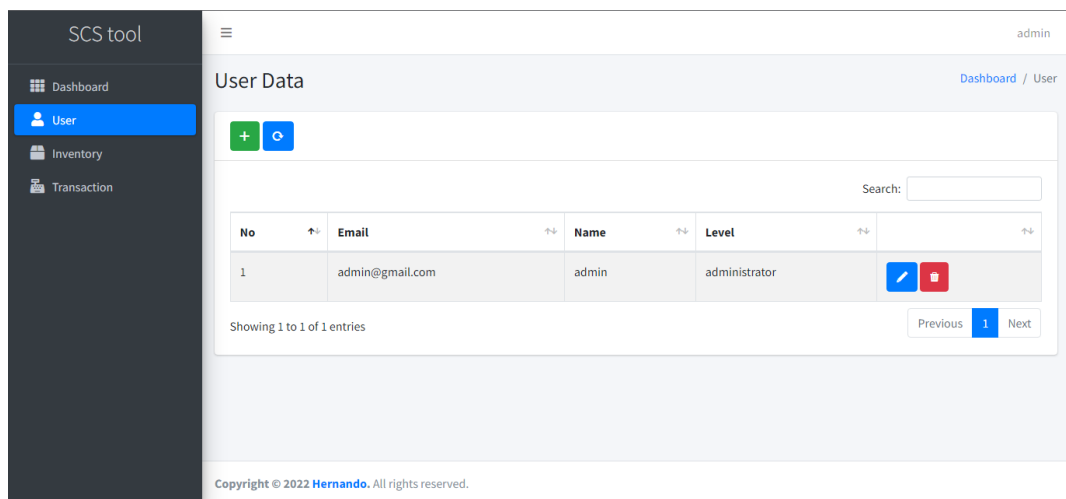 SCS tool
admin
Dashboard
User
Inventory
Transaction
User Data
Dashboard / User
Search:
No Email Name Level
1 admin@gmail.com admin administrator
Showing 1 to 1 of 1 entries
Previous 1 Next
Copyright © 2022 Hernando. All rights reserved.